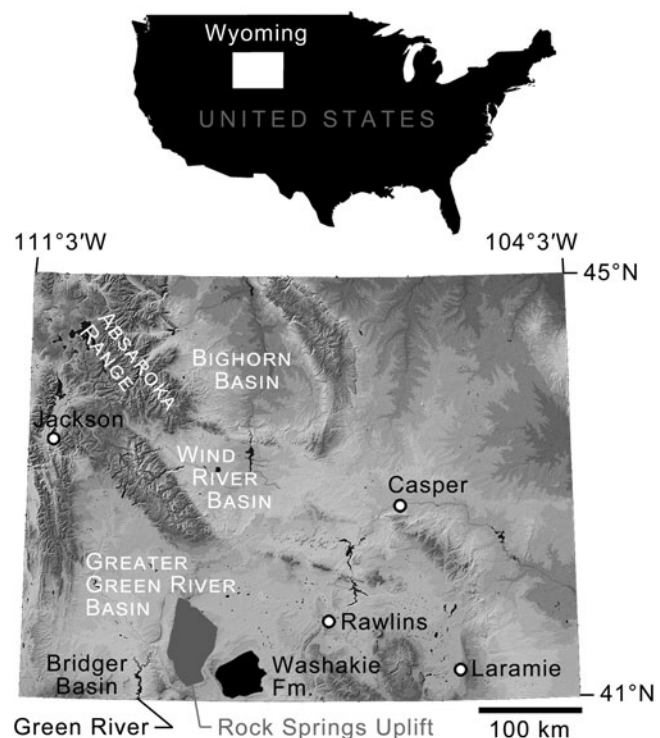 Wyoming
UNITED STATES
111°3′W
104°3′W
45°N
ABSAROKA
RANGE
BIGHORN
BASIN
Jackson
WIND
RIVER
BASIN
Casper
GREATER
GREEN RIVER
BASIN
Rawlins
Bridger
Basin
Washakie
Fm.
Laramie
41°N
Green River
Rock Springs Uplift
100 km